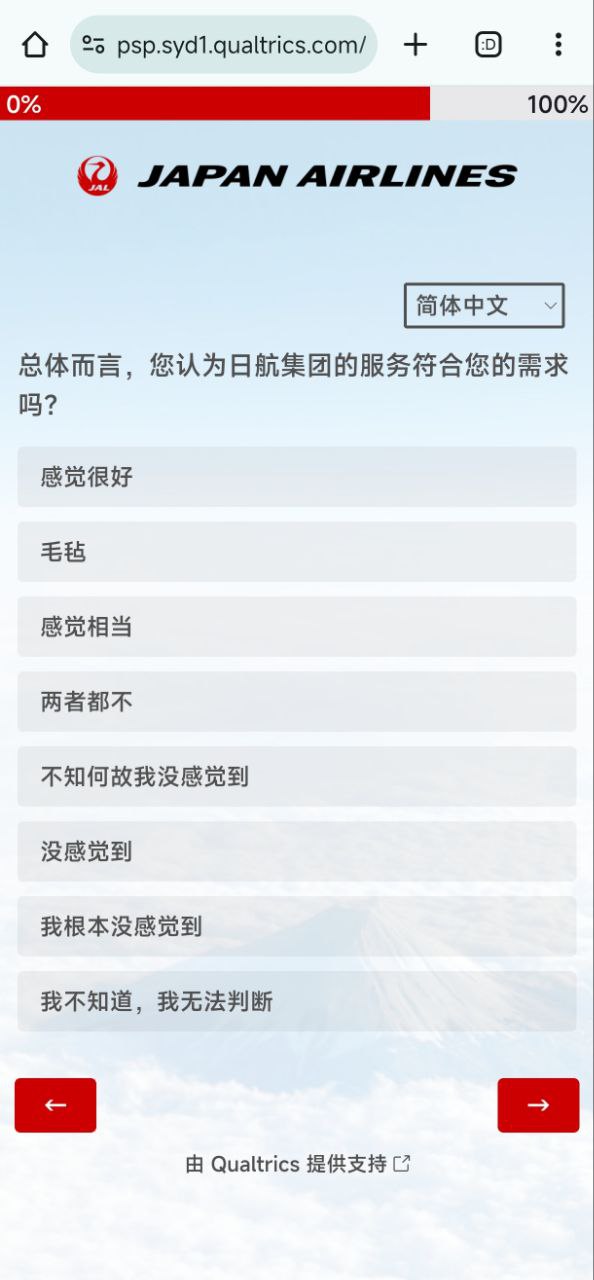 psp.syd1.qualtrics.com/
:D
0% 100%
JAL JAPAN AIRLINES
简体中文
总体而言，您认为日航集团的服务符合您的需求
吗？
感觉很好
毛毡
感觉相当
两者都不
不知何故我没感觉到
没感觉到
我根本没感觉到
我不知道，我无法判断
← →
由 Qualtrics 提供支持